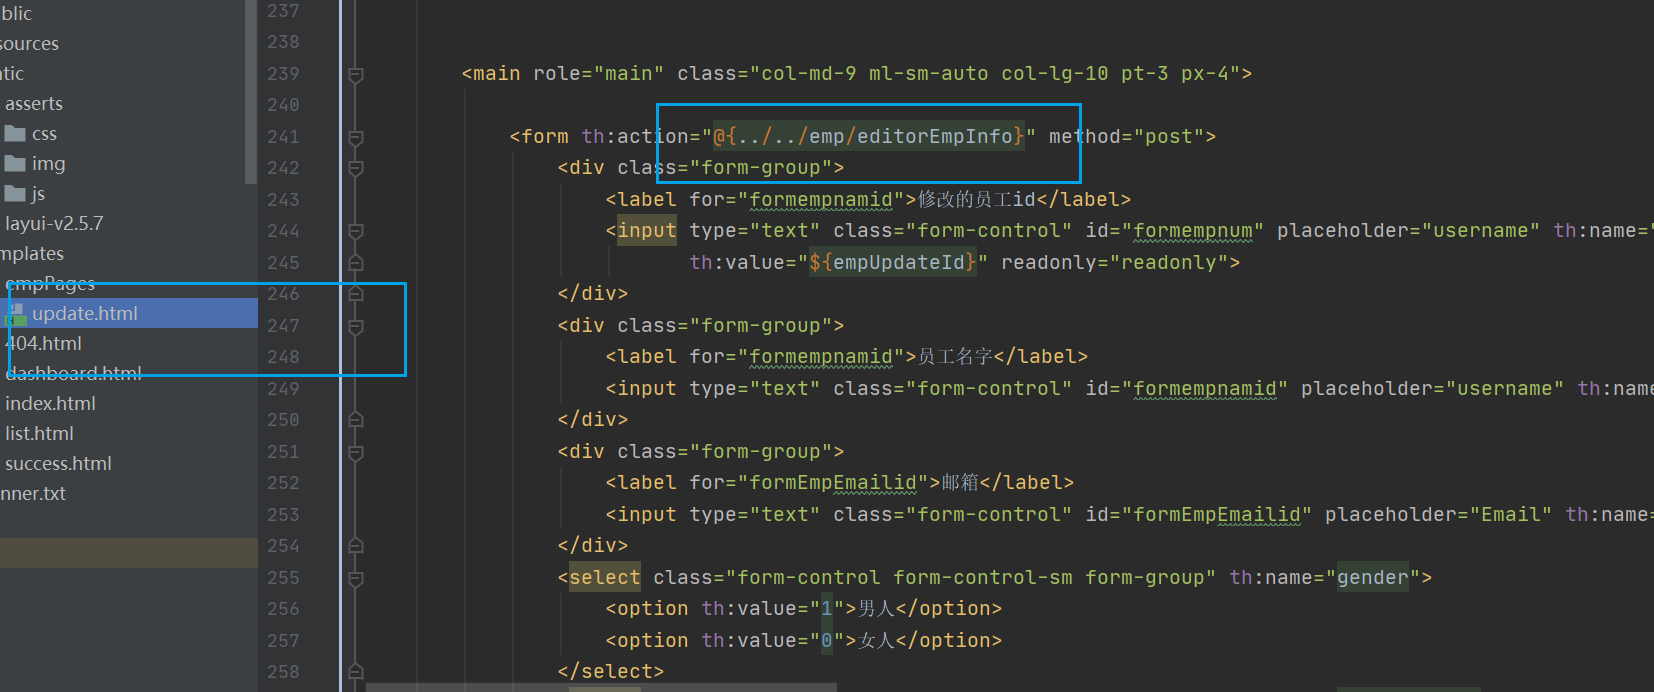 blic
sources
tic
asserts
css
img
js
layui-v2.5.7
mplates
empPages
update.html
404.html
dashboard.html
index.html
list.html
success.html
nner.txt
237
238
239 <main role="main" class="col-md-9 ml-sm-auto col-lg-10 pt-3 px-4">
240
241 <form th:action="@{../../emp/editorEmpInfo}" method="post">
242 <div class="form-group">
243 <label for="formempnamid">修改的员工id</label>
244 <input type="text" class="form-control" id="formempnum" placeholder="username" th:name="
245 th:value="${empUpdateId}" readonly="readonly">
246 </div>
247 <div class="form-group">
248 <label for="formempnamid">员工名字</label>
249 <input type="text" class="form-control" id="formempnamid" placeholder="username" th:name
250 </div>
251 <div class="form-group">
252 <label for="formEmpEmailid">邮箱</label>
253 <input type="text" class="form-control" id="formEmpEmailid" placeholder="Email" th:name=
254 </div>
255 <select class="form-control form-control-sm form-group" th:name="gender">
256 <option th:value="1">男人</option>
257 <option th:value="0">女人</option>
258 </select>